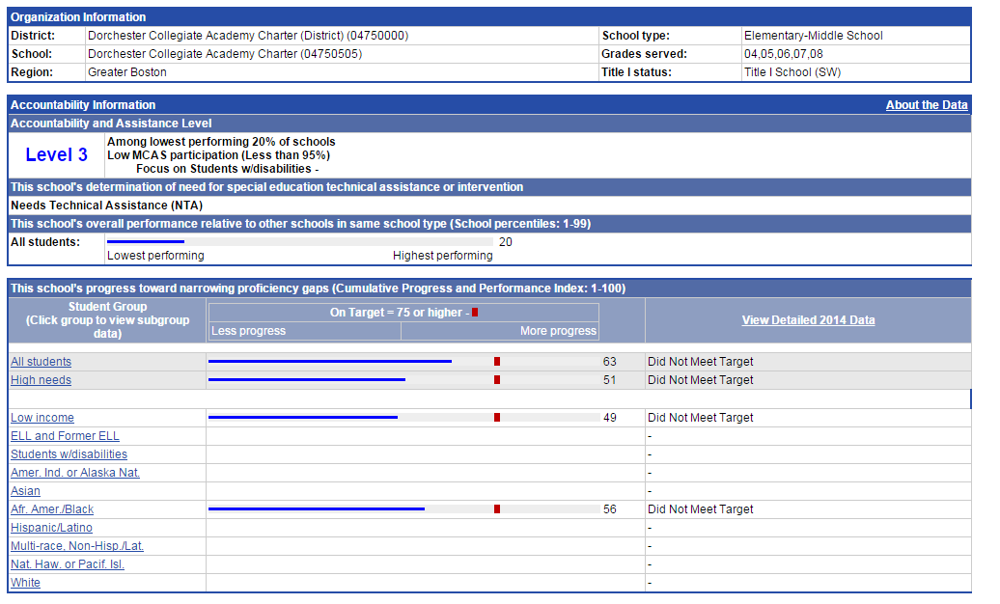 Organization Information
District: Dorchester Collegiate Academy Charter (District) (04750000) School type: Elementary-Middle School
School: Dorchester Collegiate Academy Charter (04750505) Grades served: 04,05,06,07,08
Region: Greater Boston Title I status: Title I School (SW)
Accountability Information About the Data
Accountability and Assistance Level
Level 3
Among lowest performing 20% of schools
Low MCAS participation (Less than 95%)
Focus on Students w/disabilities -
This school's determination of need for special education technical assistance or intervention
Needs Technical Assistance (NTA)
This school's overall performance relative to other schools in same school type (School percentiles: 1-99)
All students: 20
Lowest performing Highest performing
This school's progress toward narrowing proficiency gaps (Cumulative Progress and Performance Index: 1-100)
Student Group
(Click group to view subgroup
data)
On Target = 75 or higher -
Less progress More progress
View Detailed 2014 Data
All students 63 Did Not Meet Target
High needs 51 Did Not Meet Target
Low income 49 Did Not Meet Target
ELL and Former ELL -
Students w/disabilities -
Amer. Ind. or Alaska Nat. -
Asian -
Afr. Amer./Black 56 Did Not Meet Target
Hispanic/Latino -
Multi-race, Non-Hisp./Lat. -
Nat. Haw. or Pacif. Isl. -
White -